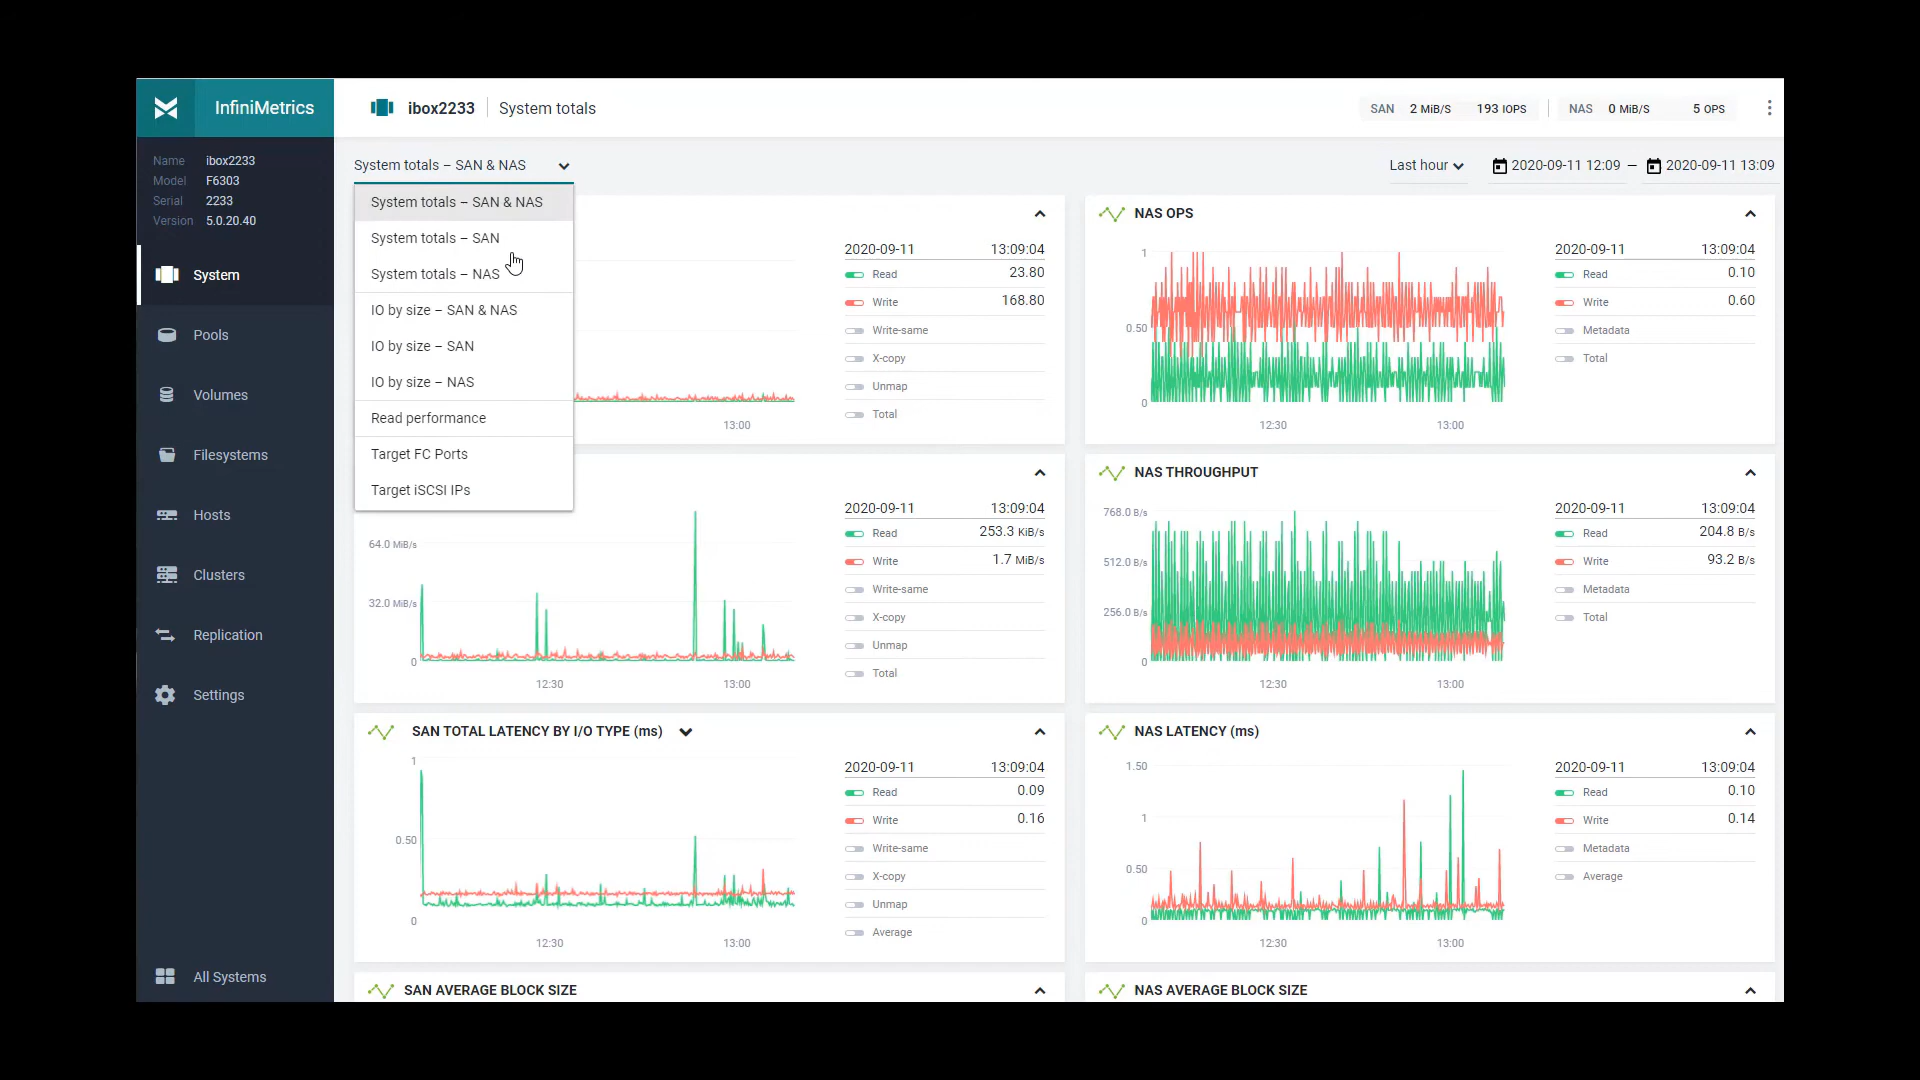 InfiniMetrics
ibox2233
System totals
SAN 2 MiB/S 193 IOPS
NAS 0 MiB/S 5 OPS
Name ibox2233
Model F6303
Serial 2233
Version 5.0.20.40
System
Pools
Volumes
Filesystems
Hosts
Clusters
Replication
Settings
All Systems
System totals – SAN & NAS
Last hour
2020-09-11 12:09 – 2020-09-11 13:09
System totals – SAN & NAS
System totals – SAN
System totals – NAS
IO by size – SAN & NAS
IO by size – SAN
IO by size – NAS
Read performance
Target FC Ports
Target iSCSI IPs
13:00
2020-09-11 13:09:04
Read 23.80
Write 168.80
Write-same
X-copy
Unmap
Total
NAS OPS
1
0.50
0
12:30 13:00
2020-09-11 13:09:04
Read 0.10
Write 0.60
Metadata
Total
64.0 MiB/s
32.0 MiB/s
0
12:30 13:00
2020-09-11 13:09:04
Read 253.3 KiB/s
Write 1.7 MiB/s
Write-same
X-copy
Unmap
Total
NAS THROUGHPUT
768.0 B/s
512.0 B/s
256.0 B/s
0
12:30 13:00
2020-09-11 13:09:04
Read 204.8 B/s
Write 93.2 B/s
Metadata
Total
SAN TOTAL LATENCY BY I/O TYPE (ms)
1
0.50
0
12:30 13:00
2020-09-11 13:09:04
Read 0.09
Write 0.16
Write-same
X-copy
Unmap
Average
NAS LATENCY (ms)
1.50
1
0.50
0
12:30 13:00
2020-09-11 13:09:04
Read 0.10
Write 0.14
Metadata
Average
SAN AVERAGE BLOCK SIZE
NAS AVERAGE BLOCK SIZE